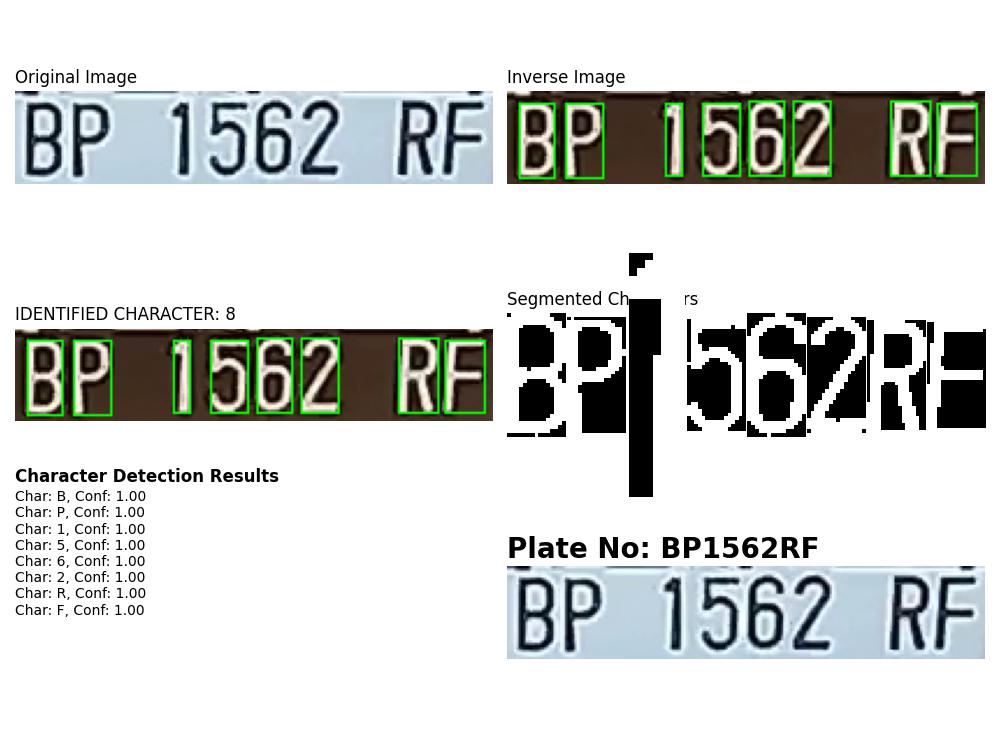 Original Image
BP 1562 RF
Inverse Image
BP 1562 RF
IDENTIFIED CHARACTER: 8
BP 1562 RF
Segmented Ch rs
BP 1562RF
Character Detection Results
Char: B, Conf: 1.00
Char: P, Conf: 1.00
Char: 1, Conf: 1.00
Char: 5, Conf: 1.00
Char: 6, Conf: 1.00
Char: 2, Conf: 1.00
Char: R, Conf: 1.00
Char: F, Conf: 1.00
Plate No: BP1562RF
BP 1562 RF